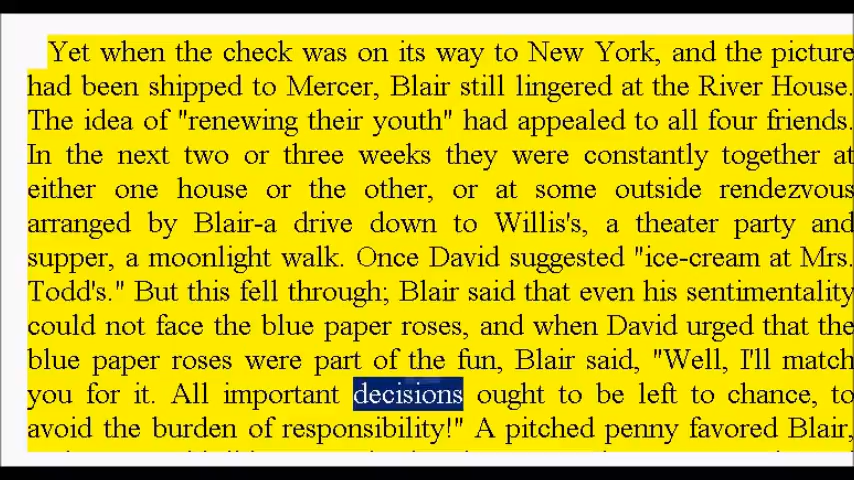 Yet when the check was on its way to New York, and the picture
had been shipped to Mercer, Blair still lingered at the River House.
The idea of "renewing their youth" had appealed to all four friends.
In the next two or three weeks they were constantly together at
either one house or the other, or at some outside rendezvous
arranged by Blair-a drive down to Willis's, a theater party and
supper, a moonlight walk. Once David suggested "ice-cream at Mrs.
Todd's." But this fell through; Blair said that even his sentimentality
could not face the blue paper roses, and when David urged that the
blue paper roses were part of the fun, Blair said, "Well, I'll match
you for it. All important decisions ought to be left to chance, to
avoid the burden of responsibility!" A pitched penny favored Blair,